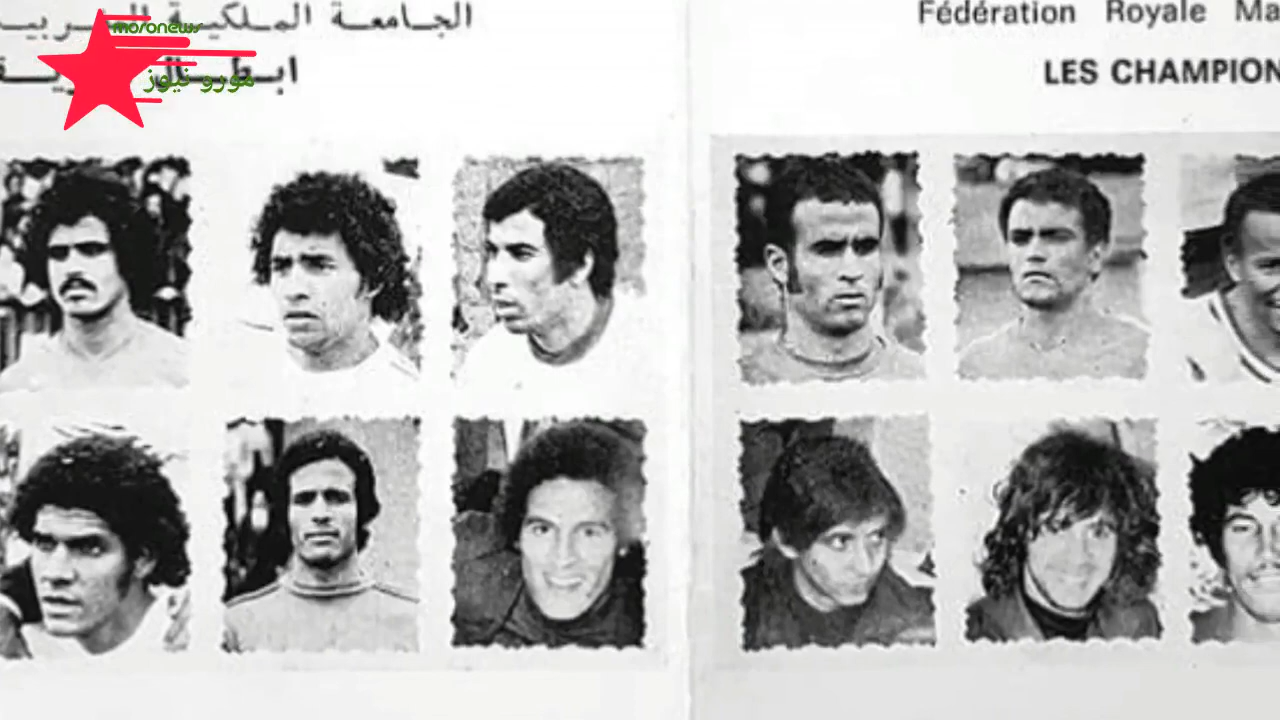 الجامعة الملكية
moronews
مورو نيوز
Fédération Royale Ma
LES CHAMPION